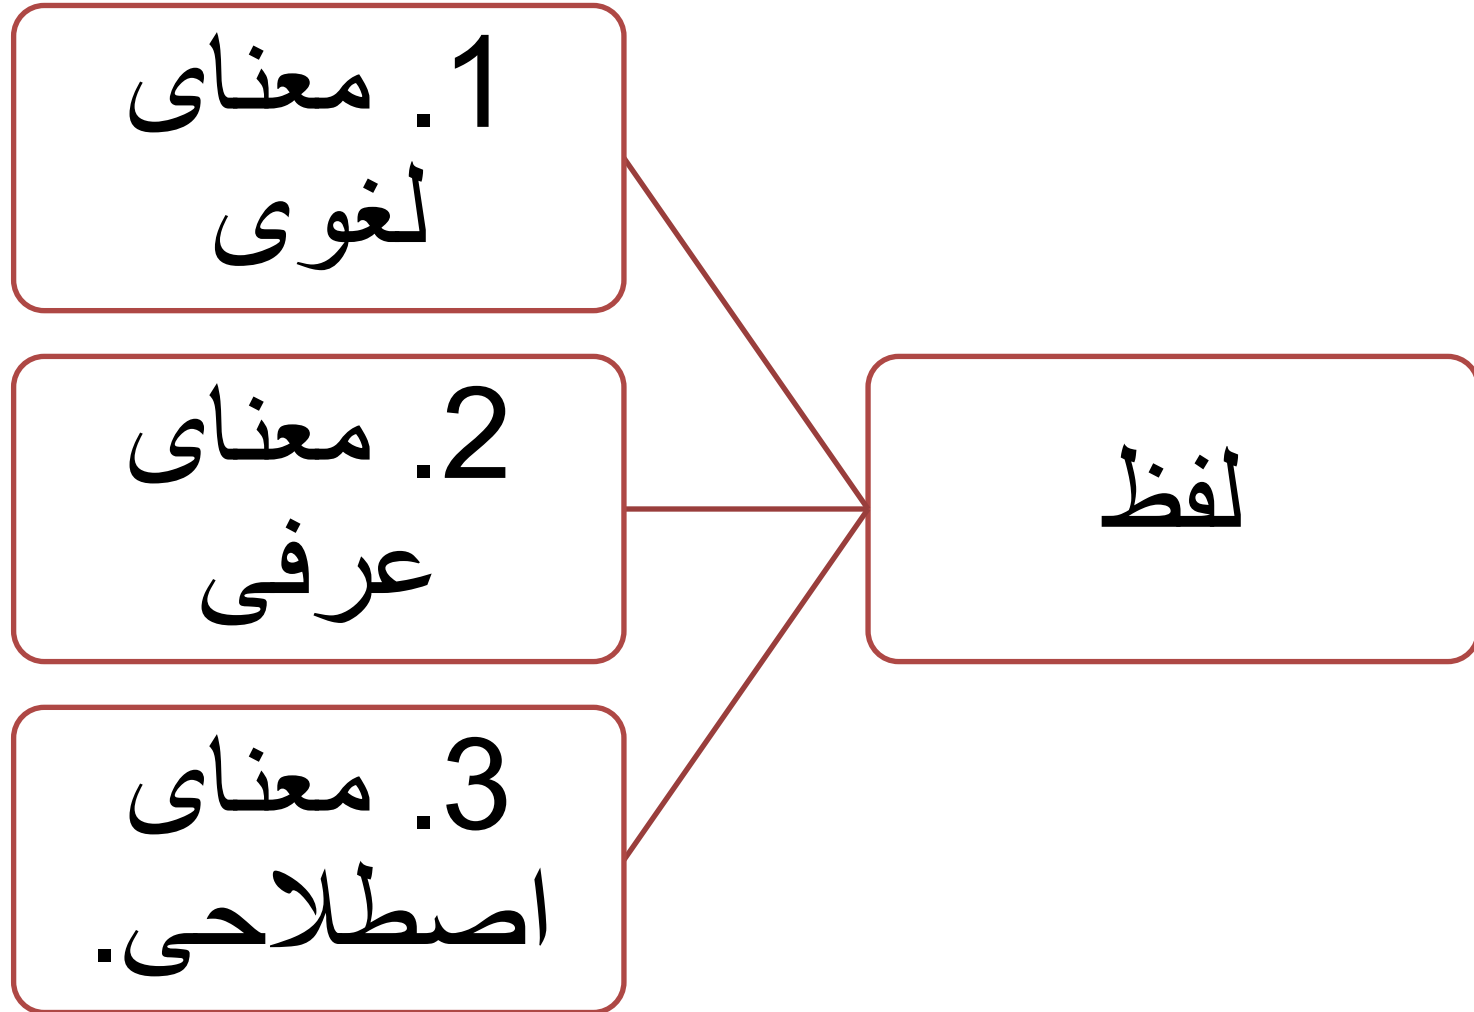 لفظ
1. معنای
لغوی
2. معنای
عرفی
3. معنای
اصطلاحی.